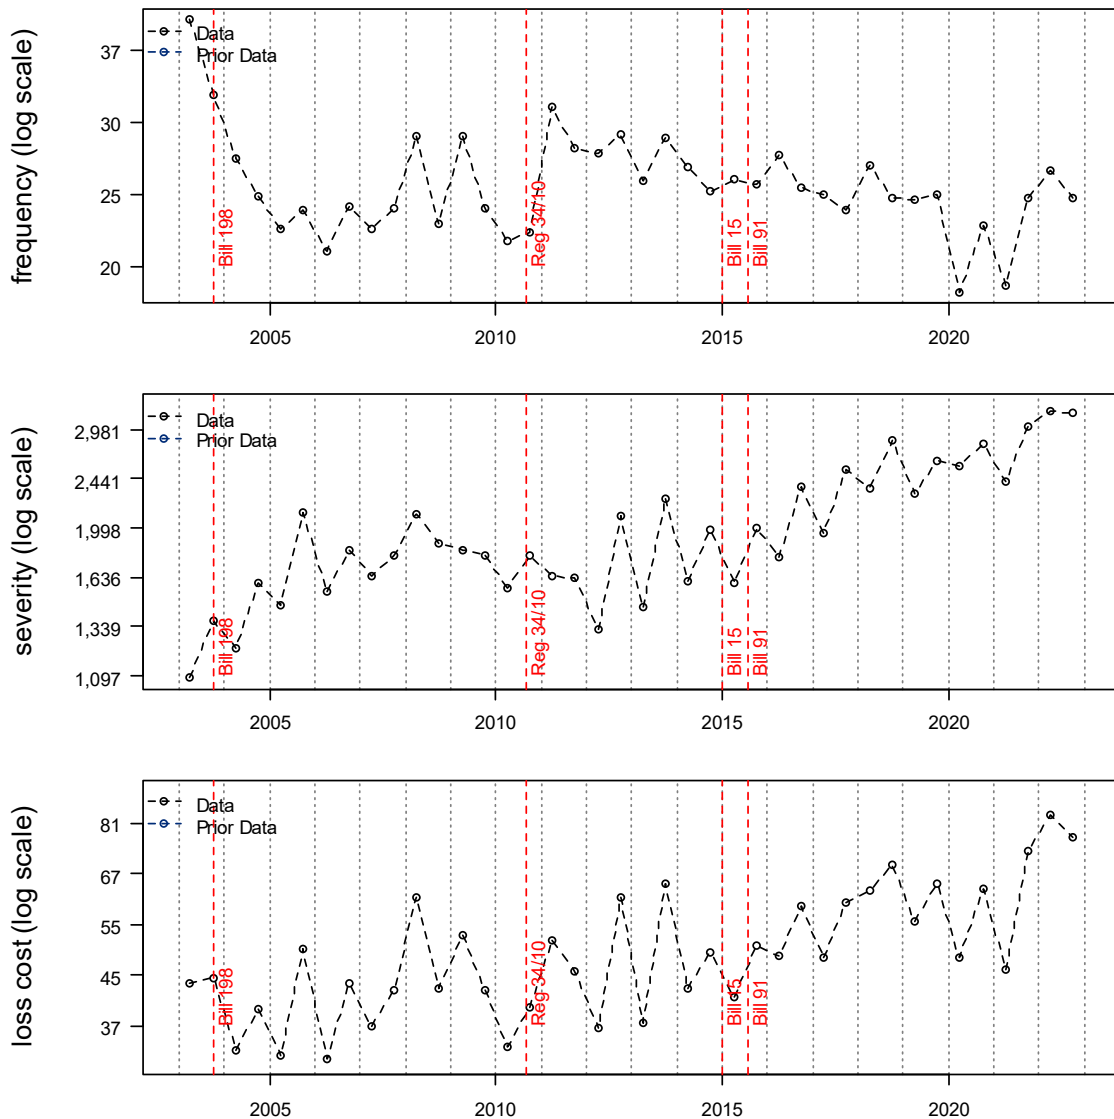 frequency (log scale)
37
30
25
20
Data
Prior Data
Bill 198
Reg 34/10
Bill 15
Bill 91
2005
2010
2015
2020
severity (log scale)
2,981
2,441
1,998
1,636
1,339
1,097
Data
Prior Data
Bill 198
Reg 34/10
Bill 15
Bill 91
2005
2010
2015
2020
loss cost (log scale)
81
67
55
45
37
Data
Prior Data
Bill 198
Reg 34/10
Bill 15
Bill 91
2005
2010
2015
2020